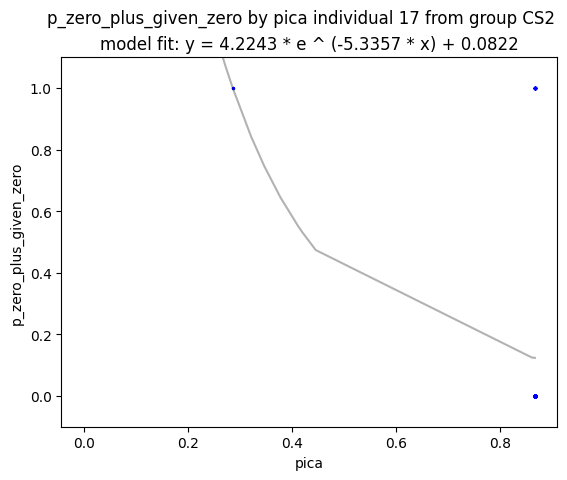 p_zero_plus_given_zero by pica individual 17 from group CS2
model fit: y = 4.2243 * e ^ (-5.3357 * x) + 0.0822
1.0
0.8
0.6
0.4
0.2
0.0
p_zero_plus_given_zero
0.0 0.2 0.4 0.6 0.8
pica